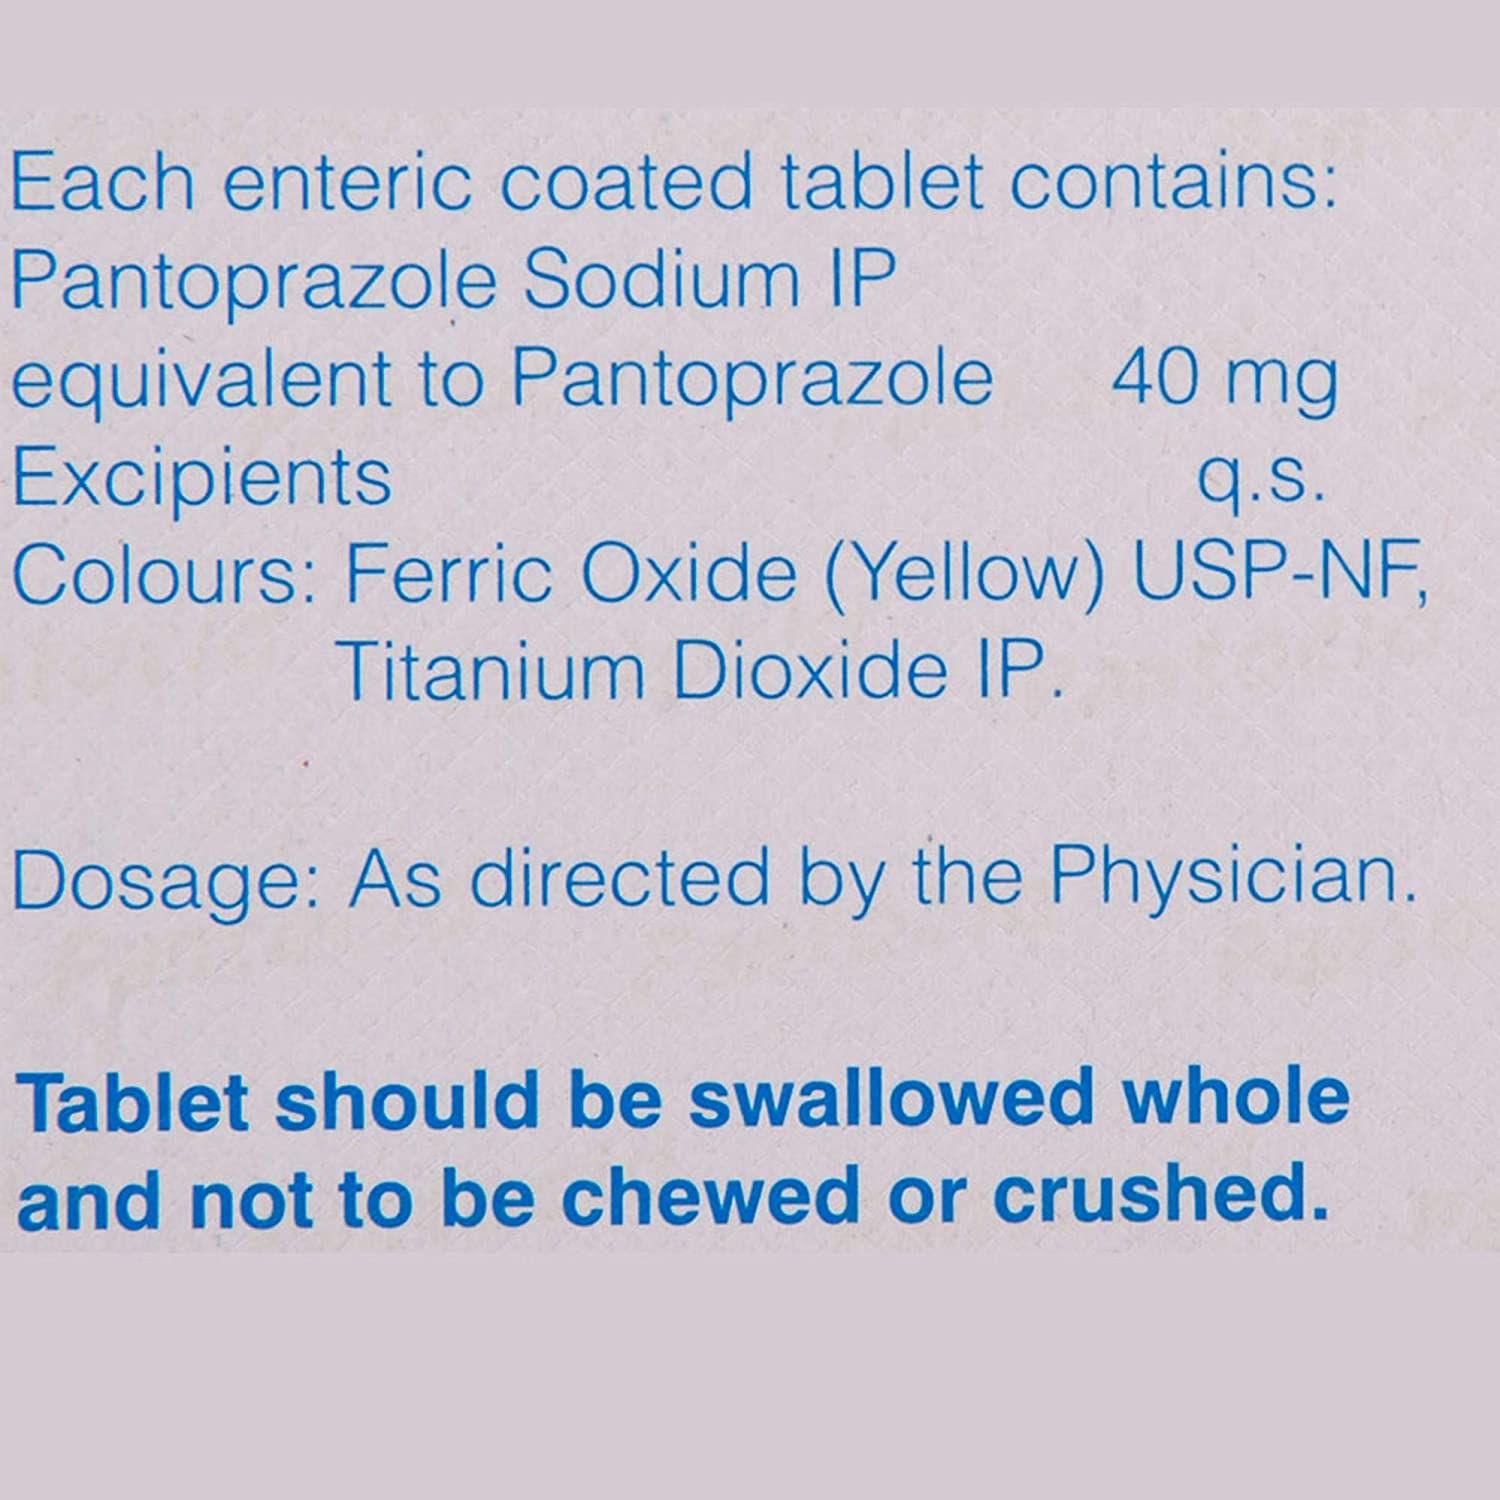 Each enteric coated tablet contains:
Pantoprazole Sodium IP
equivalent to Pantoprazole 40 mg
Excipients q.s.
Colours: Ferric Oxide (Yellow) USP-NF,
Titanium Dioxide IP.
Dosage: As directed by the Physician.
Tablet should be swallowed whole
and not to be chewed or crushed.